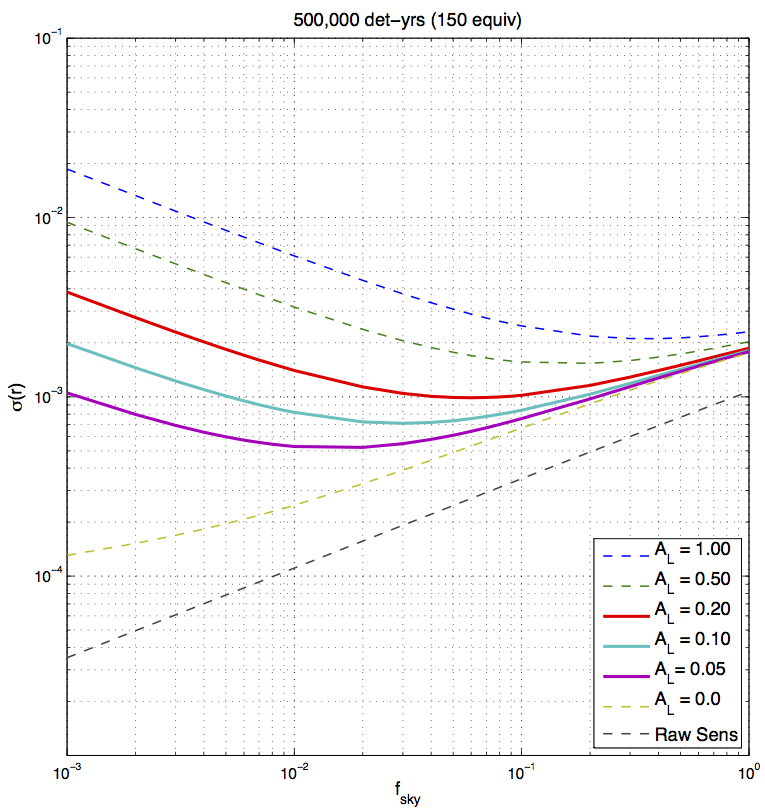 500,000 det-yrs (150 equiv)
10⁻¹
10⁻²
10⁻³
10⁻⁴
σ(r)
10⁻³ 10⁻² 10⁻¹ 10⁰
f_sky
A_L = 1.00
A_L = 0.50
A_L = 0.20
A_L = 0.10
A_L = 0.05
A_L = 0.0
Raw Sens